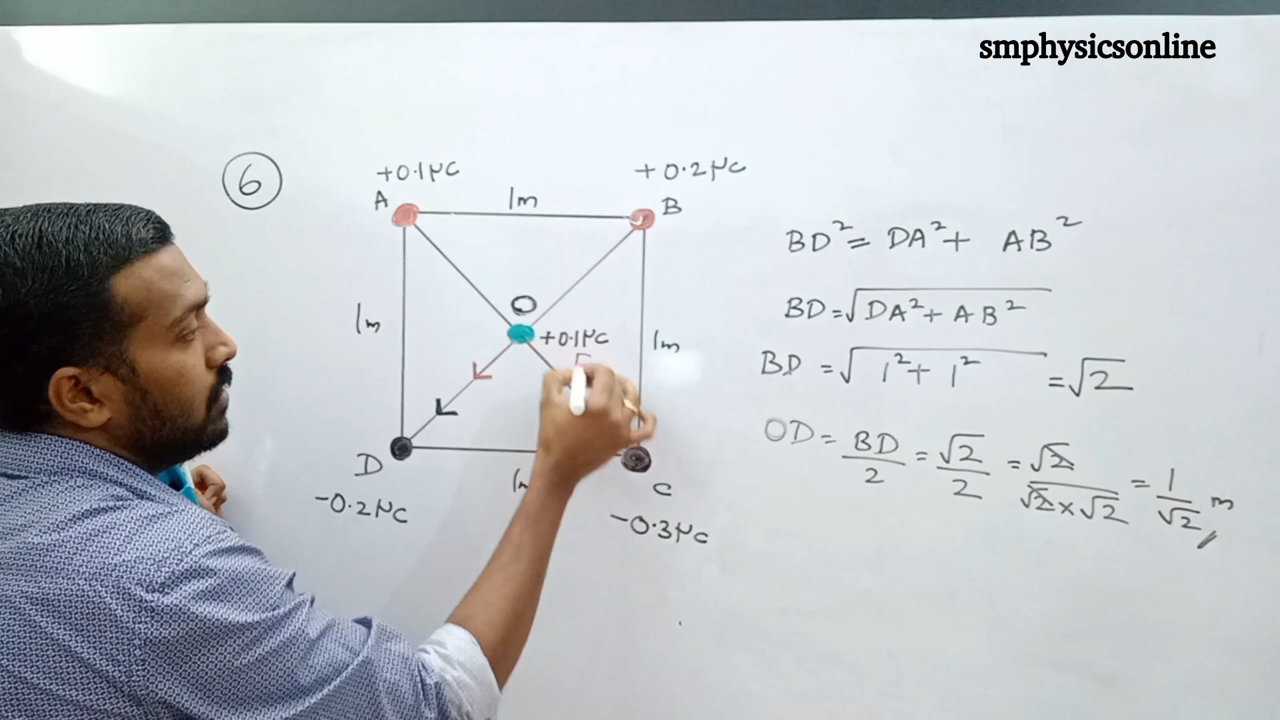 smphysicsonline
6
+0.1μC
+0.2μC
A
1m
B
1m
O
+0.1μC
1m
D
C
-0.2μC
-0.3μC
BD²= DA²+ AB²
BD=√DA²+AB²
BD =√1²+1² =√2
OD= BD/2 = √2/2 = √2/√2×√2 = 1/√2 m